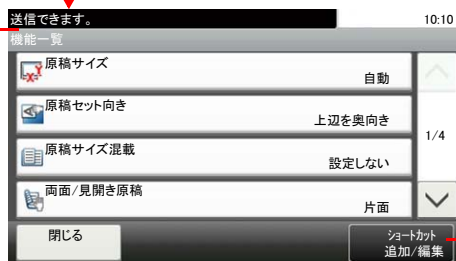 送信できます。
10:10
機能一覧
原稿サイズ
自動
原稿セット向き
上辺を奥向き
1/4
原稿サイズ混載
設定しない
両面/見開き原稿
片面
閉じる
ショートカット
追加/編集